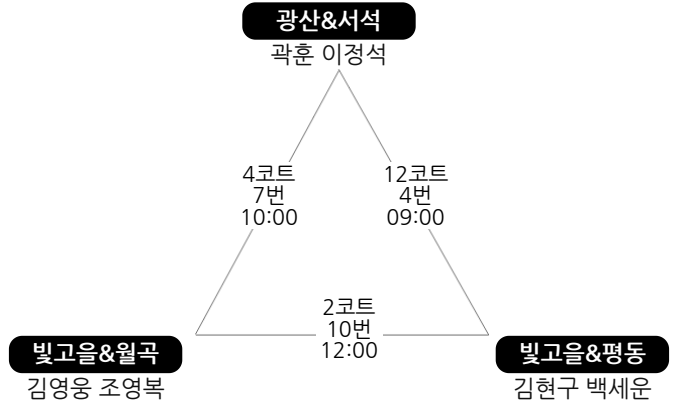 광산&서석
곽훈 이정석
4코트
7번
10:00
12코트
4번
09:00
2코트
10번
12:00
빛고을&월곡
김영웅 조영복
빛고을&평동
김현구 백세운